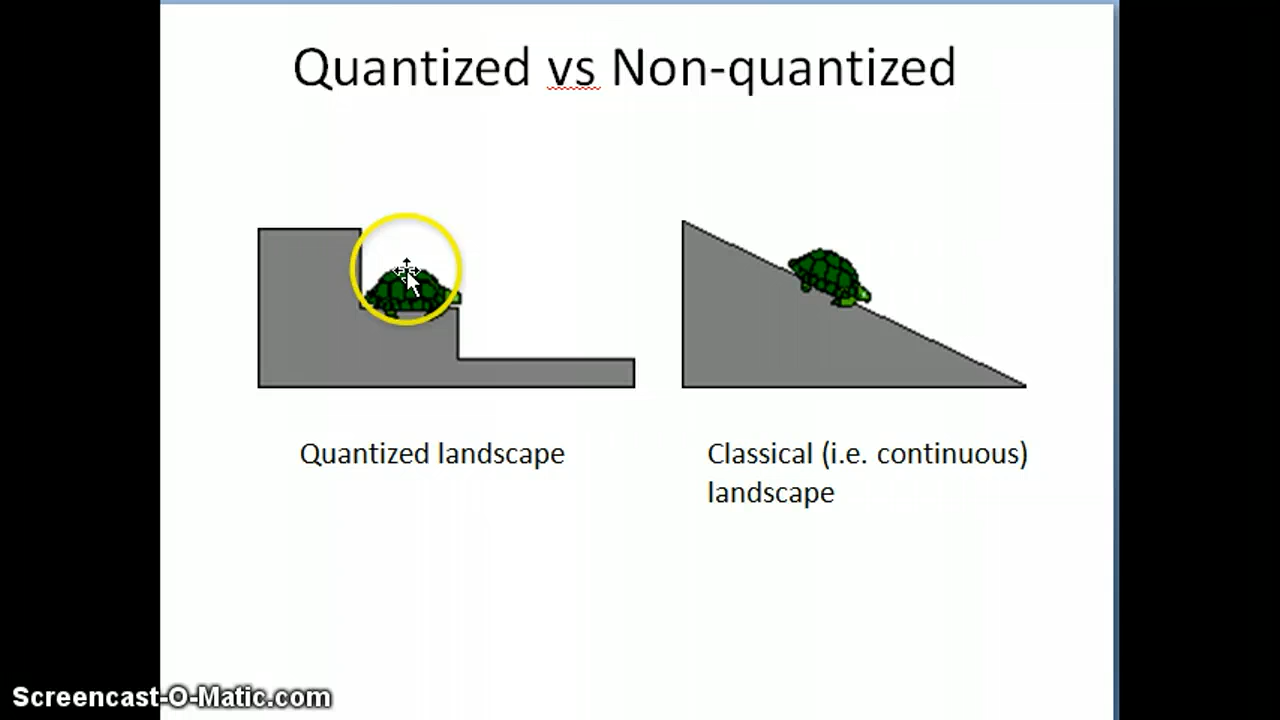 Quantized vs Non-quantized
Quantized landscape
Classical (i.e. continuous)
landscape
Screencast-O-Matic.com